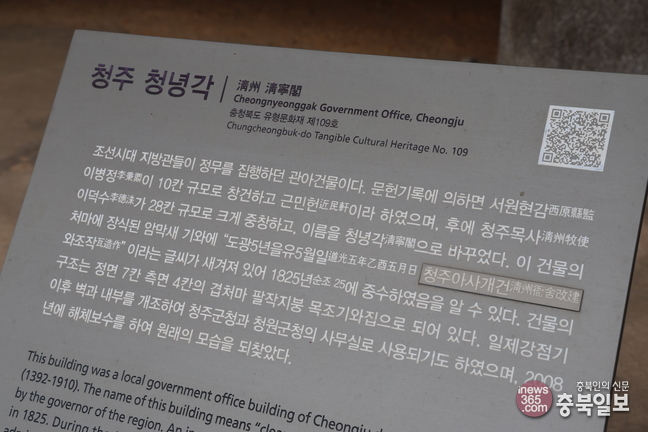 청주 청녕각
淸州 淸寧閣
Cheongnyeonggak Government Office, Cheongju
충청북도 유형문화재 제109호
Chungcheongbuk-do Tangible Cultural Heritage No. 109
조선시대 지방관들이 정무를 집행하던 관아건물이다. 문헌기록에 의하면 서원현감西原縣監
이병정李秉鼎이 10칸 규모로 창건하고 근민헌近民軒이라 하였으며, 후에 청주목사淸州牧使
이덕수李德洙가 28칸 규모로 크게 중창하고, 이름을 청녕각淸寧閣으로 바꾸었다. 이 건물의
처마에 장식된 암막새 기와에 “도광5년을유5월일道光五年乙酉五月日 청주아사개건淸州衙舍改建
와조작瓦造作” 이라는 글씨가 새겨져 있어 1825년순조 25에 중수하였음을 알 수 있다. 건물의
구조는 정면 7칸 측면 4칸의 겹처마 팔작지붕 목조기와집으로 되어 있다. 일제강점기
이후 벽과 내부를 개조하여 청주군청과 청원군청의 사무실로 사용되기도 하였으며, 2008
년에 해체보수를 하여 원래의 모습을 되찾았다.
This building was a local government office building of Cheongju
(1392-1910). The name of this building means “
by the governor of the region. An
in 1825. During the
inews
365.com
충북인의 신문
충북일보